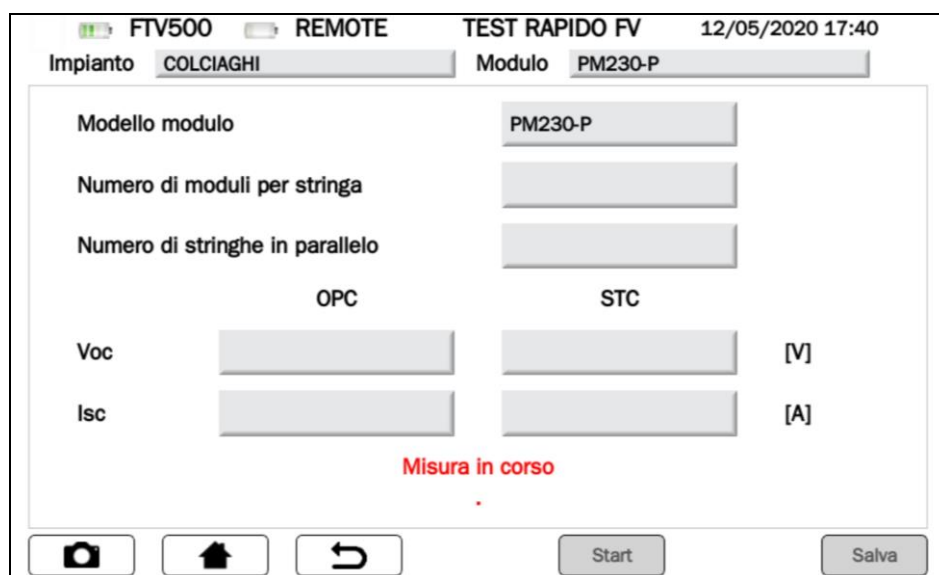 FTV500 REMOTE TEST RAPIDO FV 12/05/2020 17:40
Impianto COLCIAGHI Modulo PM230-P
Modello modulo PM230-P
Numero di moduli per stringa
Numero di stringhe in parallelo
OPC STC
Voc [V]
Isc [A]
Misura in corso
.
Start Salva